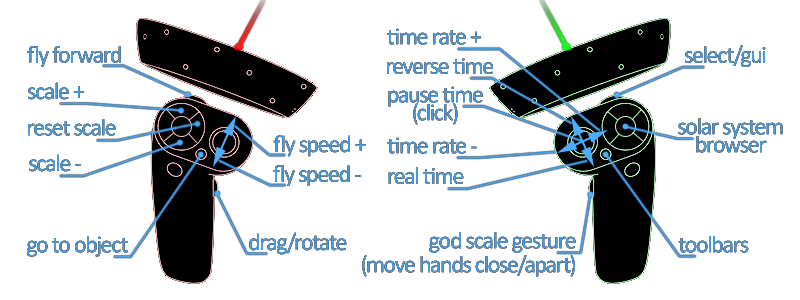 fly forward
scale +
reset scale
scale -
go to object
fly speed +
fly speed -
drag/rotate
time rate +
reverse time
pause time
(click)
time rate -
real time
god scale gesture
(move hands close/apart)
select/gui
solar system
browser
toolbars